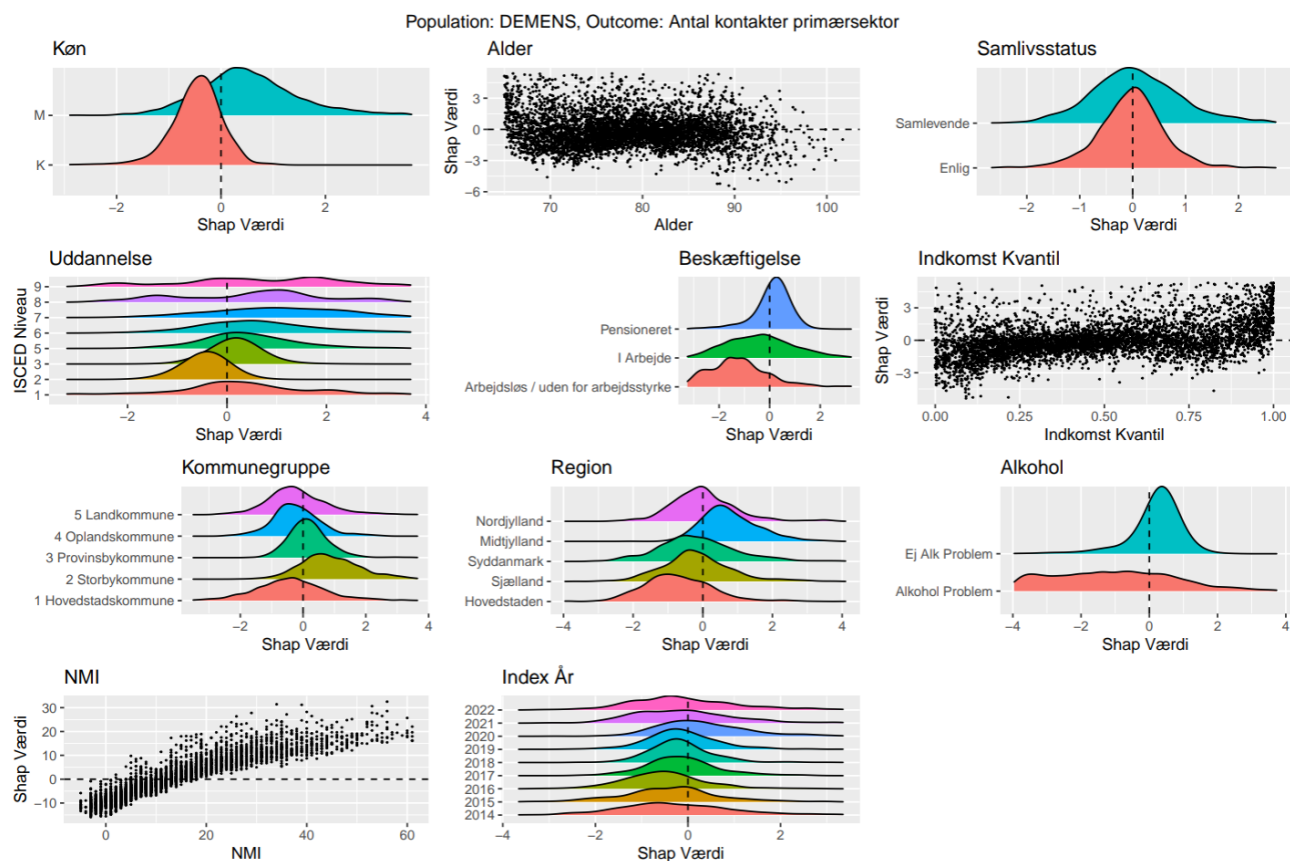 Population: DEMENS, Outcome: Antal kontakter primærsektor
Køn
M
K
−2
0
2
Shap Værdi
Alder
Shap Værdi
3
0
−3
−6
70
80
90
100
Alder
Samlivsstatus
Samlevende
Enlig
−2
−1
0
1
2
Shap Værdi
Uddannelse
ISCED Niveau
9
8
7
6
5
3
2
1
−2
0
2
4
Shap Værdi
Beskæftigelse
Pensioneret
I Arbejde
Arbejdsløs / uden for arbejdsstyrke
−2
0
2
Shap Værdi
Indkomst Kvantil
Shap Værdi
3
0
−3
0.00
0.25
0.50
0.75
1.00
Indkomst Kvantil
Kommunegruppe
5 Landkommune
4 Oplandskommune
3 Provinsbykommune
2 Storbykommune
1 Hovedstadskommune
−2
0
2
4
Shap Værdi
Region
Nordjylland
Midtjylland
Syddanmark
Sjælland
Hovedstaden
−4
−2
0
2
4
Shap Værdi
Alkohol
Ej Alk Problem
Alkohol Problem
−4
−2
0
2
4
Shap Værdi
NMI
Shap Værdi
30
20
10
0
−10
0
20
40
60
NMI
Index År
2022
2021
2020
2019
2018
2017
2016
2015
2014
−4
−2
0
2
Shap Værdi